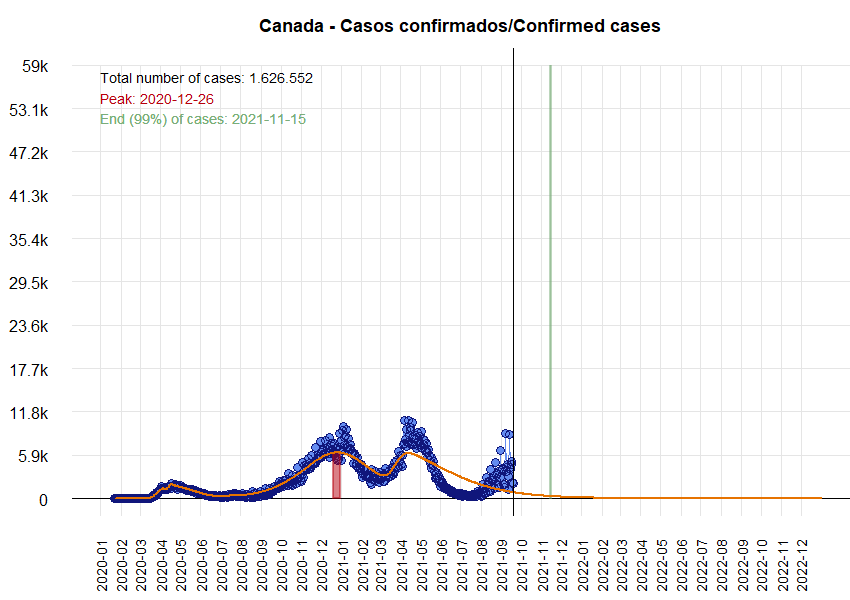 Canada - Casos confirmados/Confirmed cases
59k
53.1k
47.2k
41.3k
35.4k
29.5k
23.6k
17.7k
11.8k
5.9k
0
Total number of cases: 1.626.552
Peak: 2020-12-26
End (99%) of cases: 2021-11-15
2020-01
2020-02
2020-03
2020-04
2020-05
2020-06
2020-07
2020-08
2020-09
2020-10
2020-11
2020-12
2021-01
2021-02
2021-03
2021-04
2021-05
2021-06
2021-07
2021-08
2021-09
2021-10
2021-11
2021-12
2022-01
2022-02
2022-03
2022-04
2022-05
2022-06
2022-07
2022-08
2022-09
2022-10
2022-11
2022-12